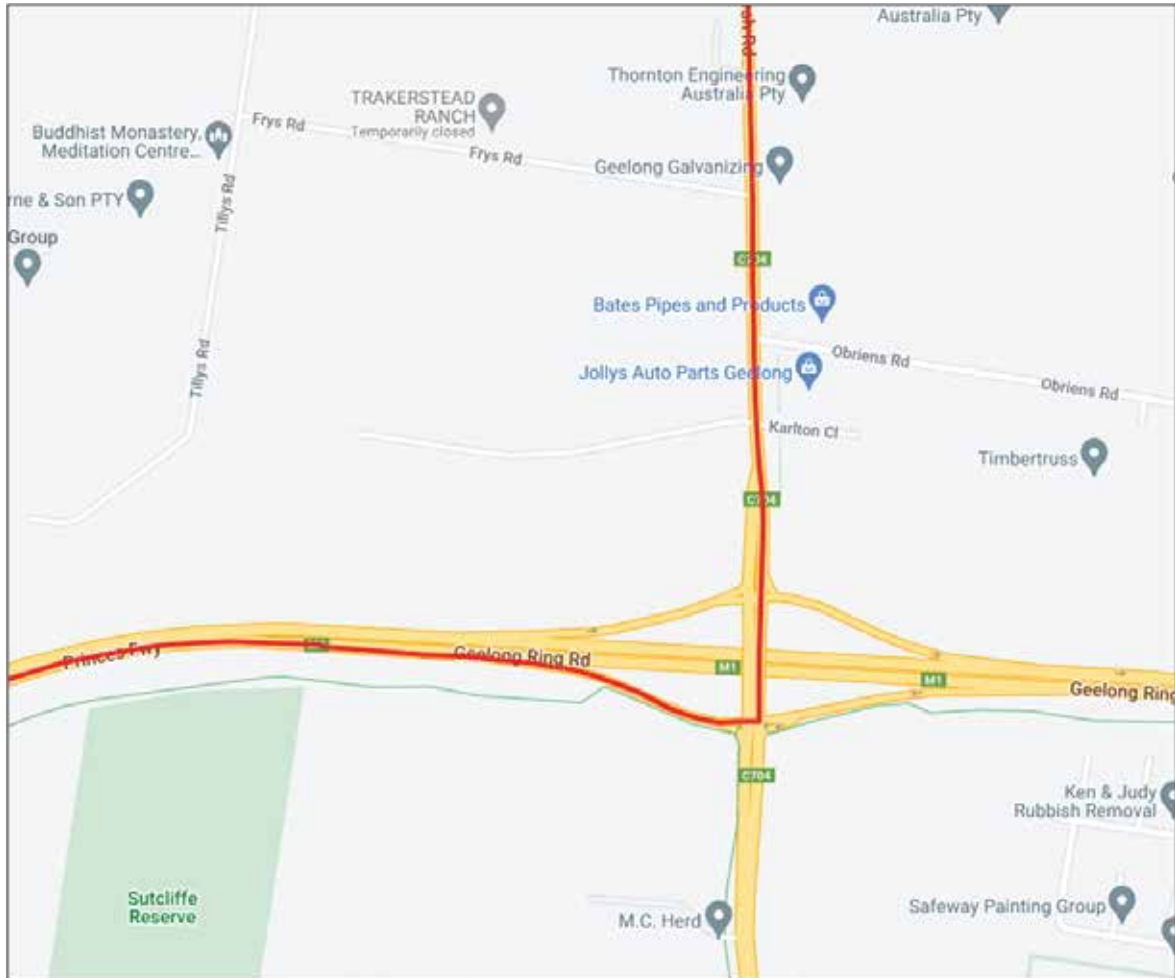 Australia Pty
Thornton Engineering
Australia Pty
TRAKERSTEAD
RANCH
Temporarily closed
Frys Rd
Buddhist Monastery,
Meditation Centre...
Frys Rd
Geelong Galvanizing
rne & Son PTY
Tiffys Rd
Group
C704
Bates Pipes and Products
Obriens Rd
Jollys Auto Parts Geelong
Obriens Rd
Tiffys Rd
Karlton Cl
Timbertruss
C704
Princes Fwy
Geelong Ring Rd
M1
M1
Geelong Ring
C704
Ken & Judy
Rubbish Removal
Sutcliffe
Reserve
M.C. Herd
Safeway Painting Group